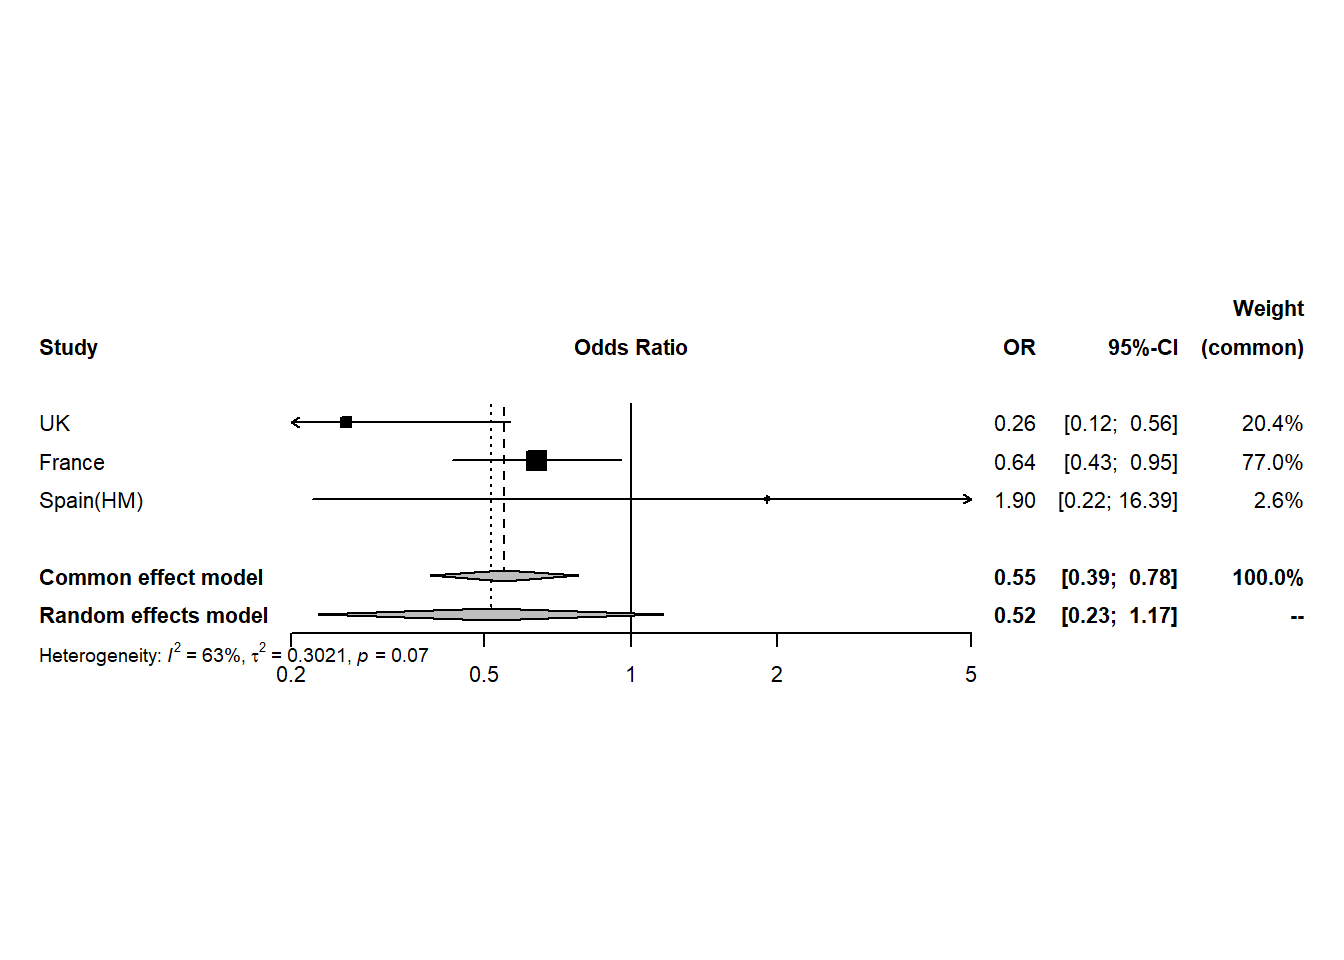 Weight
Study Odds Ratio OR 95%-CI (common)
UK 0.26 [0.12; 0.56] 20.4%
France 0.64 [0.43; 0.95] 77.0%
Spain(HM) 1.90 [0.22; 16.39] 2.6%
Common effect model 0.55 [0.39; 0.78] 100.0%
Random effects model 0.52 [0.23; 1.17] --
Heterogeneity: I² = 63%, τ² = 0.3021, p = 0.07
0.2 0.5 1 2 5